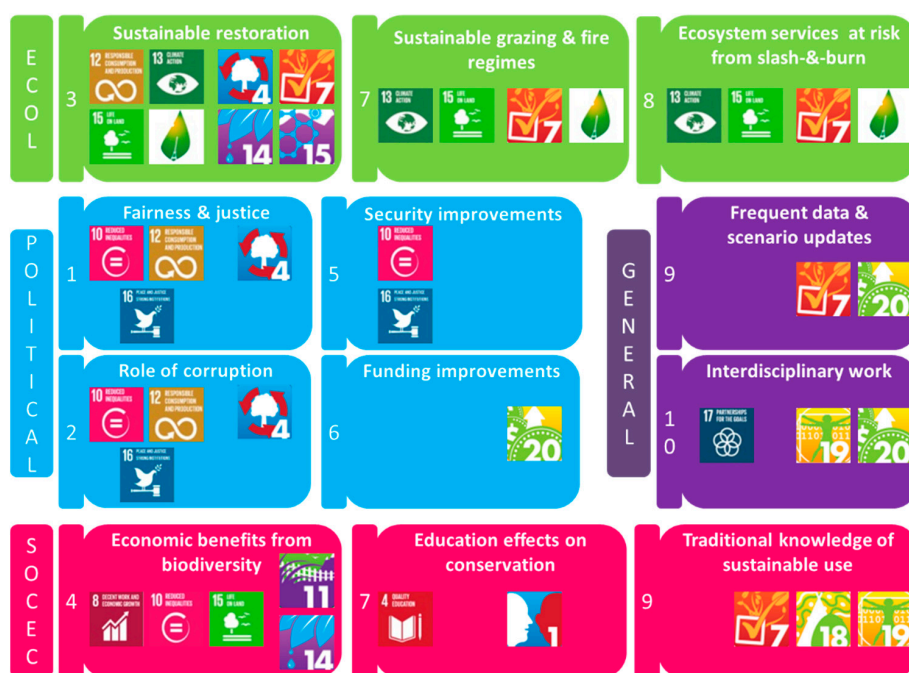 E
C
O
L
3
Sustainable restoration
12 RESPONSIBLE
CONSUMPTION
AND PRODUCTION
13 CLIMATE
ACTION
4
7
15 LIFE
ON LAND
14
15
7
Sustainable grazing & fire
regimes
13 CLIMATE
ACTION
15 LIFE
ON LAND
7
8
Ecosystem services at risk
from slash-&-burn
13 CLIMATE
ACTION
15 LIFE
ON LAND
7
P
O
L
I
T
I
C
A
L
1
Fairness & justice
10 REDUCED
INEQUALITIES
12 RESPONSIBLE
CONSUMPTION
AND PRODUCTION
4
16 PEACE AND JUSTICE
STRONG INSTITUTIONS
5
Security improvements
10 REDUCED
INEQUALITIES
16 PEACE AND JUSTICE
STRONG INSTITUTIONS
2
Role of corruption
10 REDUCED
INEQUALITIES
12 RESPONSIBLE
CONSUMPTION
AND PRODUCTION
4
16 PEACE AND JUSTICE
STRONG INSTITUTIONS
6
Funding improvements
20
G
E
N
E
R
A
L
9
Frequent data &
scenario updates
7
20
1
0
Interdisciplinary work
17 PARTNERSHIPS
FOR THE GOALS
19
20
S
O
C
E
C
4
Economic benefits from
biodiversity
11
8 DECENT WORK AND
ECONOMIC GROWTH
10 REDUCED
INEQUALITIES
15 LIFE
ON LAND
14
7
Education effects on
conservation
4 QUALITY
EDUCATION
1
9
Traditional knowledge of
sustainable use
7
18
19